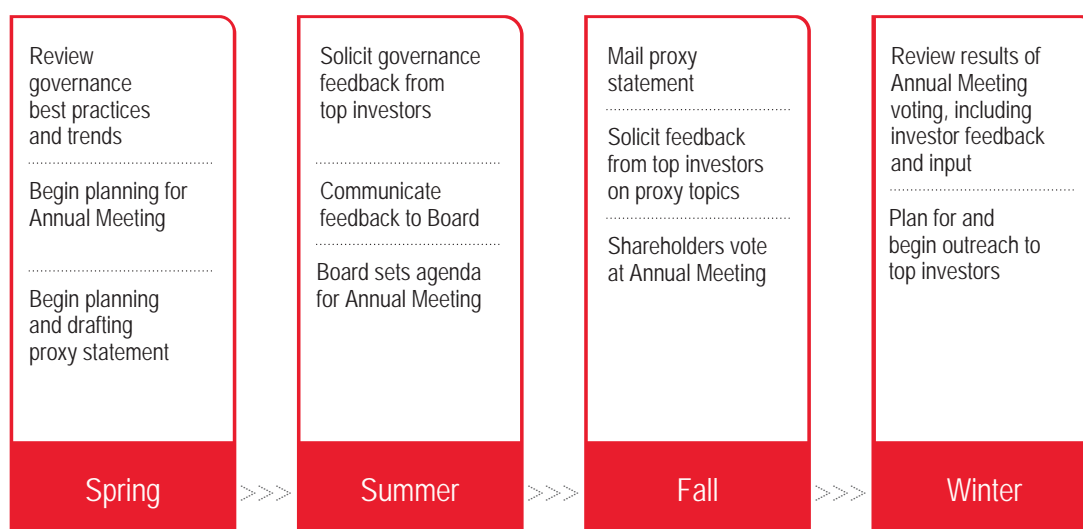 Review
governance
best practices
and trends
Begin planning for
Annual Meeting
Begin planning
and drafting
proxy statement
Spring
>>>
Solicit governance
feedback from
top investors
Communicate
feedback to Board
Board sets agenda
for Annual Meeting
Summer
>>>
Mail proxy
statement
Solicit feedback
from top investors
on proxy topics
Shareholders vote
at Annual Meeting
Fall
>>>
Review results of
Annual Meeting
voting, including
investor feedback
and input
Plan for and
begin outreach to
top investors
Winter